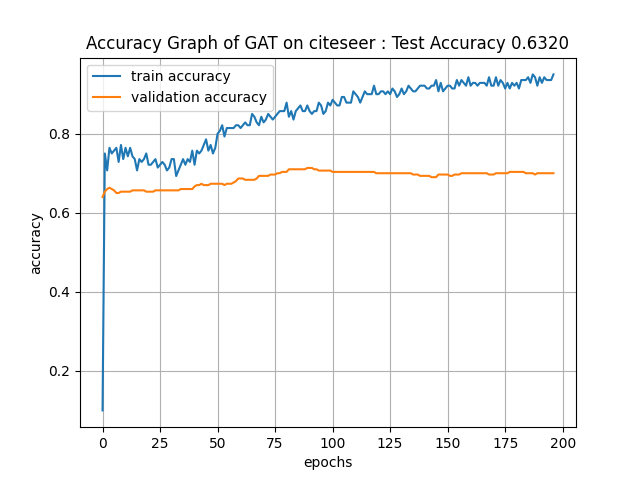 Accuracy Graph of GAT on citeseer : Test Accuracy 0.6320
train accuracy
validation accuracy
0.8
0.6
0.4
0.2
accuracy
0 25 50 75 100 125 150 175 200
epochs